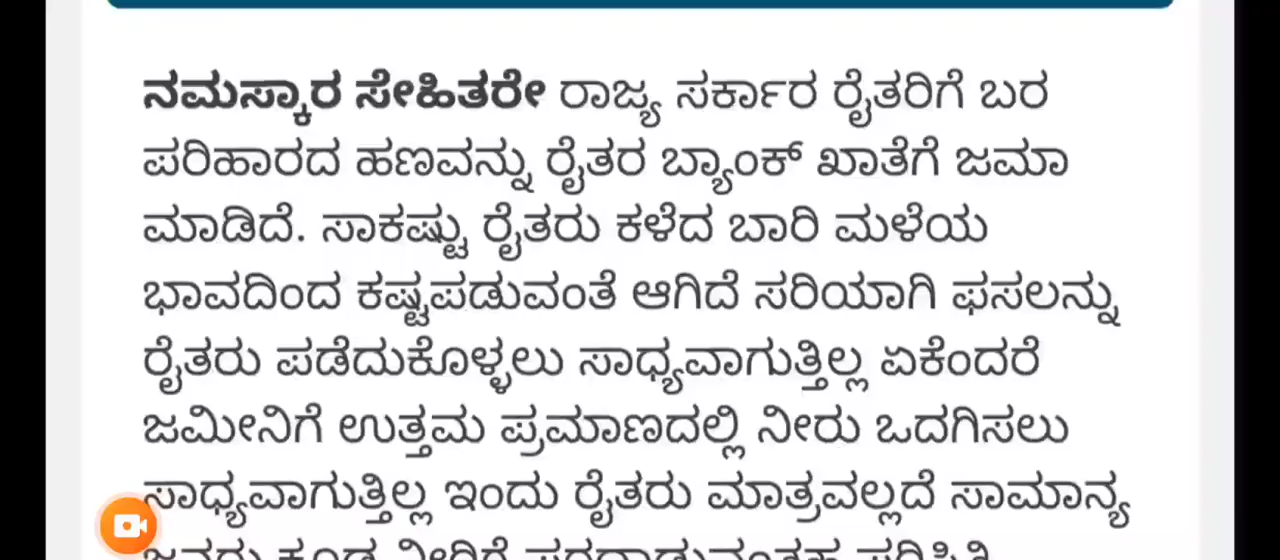 ನಮಸ್ಕಾರ ಸೇಹಿತರೇ ರಾಜ್ಯ ಸರ್ಕಾರ ರೈತರಿಗೆ ಬರ
ಪರಿಹಾರದ ಹಣವನ್ನು ರೈತರ ಬ್ಯಾಂಕ್ ಖಾತೆಗೆ ಜಮಾ
ಮಾಡಿದೆ. ಸಾಕಷ್ಟು ರೈತರು ಕಳೆದ ಬಾರಿ ಮಳೆಯ
ಭಾವದಿಂದ ಕಷ್ಟಪಡುವಂತೆ ಆಗಿದೆ ಸರಿಯಾಗಿ ಫಸಲನ್ನು
ರೈತರು ಪಡೆದುಕೊಳ್ಳಲು ಸಾಧ್ಯವಾಗುತ್ತಿಲ್ಲ ಏಕೆಂದರೆ
ಜಮೀನಿಗೆ ಉತ್ತಮ ಪ್ರಮಾಣದಲ್ಲಿ ನೀರು ಒದಗಿಸಲು
ಸಾಧ್ಯವಾಗುತ್ತಿಲ್ಲ ಇಂದು ರೈತರು ಮಾತ್ರವಲ್ಲದೆ ಸಾಮಾನ್ಯ